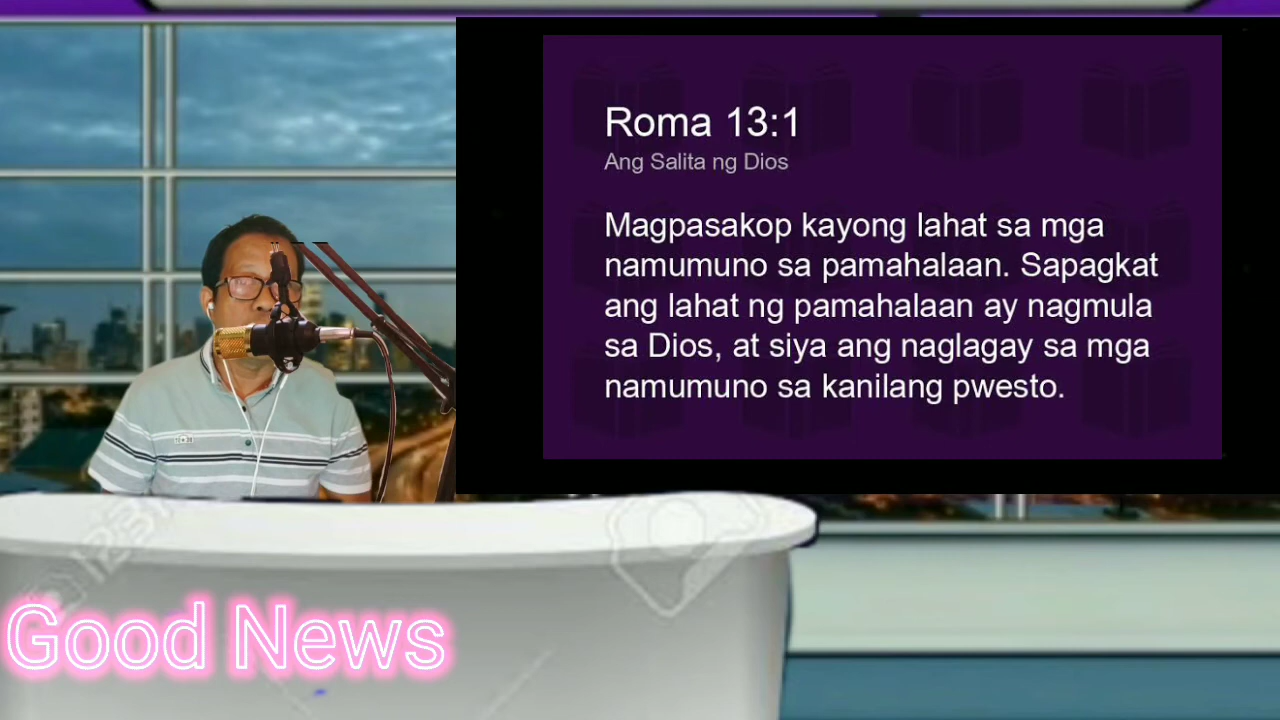 Roma 13:1
Ang Salita ng Dios
Magpasakop kayong lahat sa mga
namumuno sa pamahalaan. Sapagkat
ang lahat ng pamahalaan ay nagmula
sa Dios, at siya ang naglagay sa mga
namumuno sa kanilang pwesto.
Good News